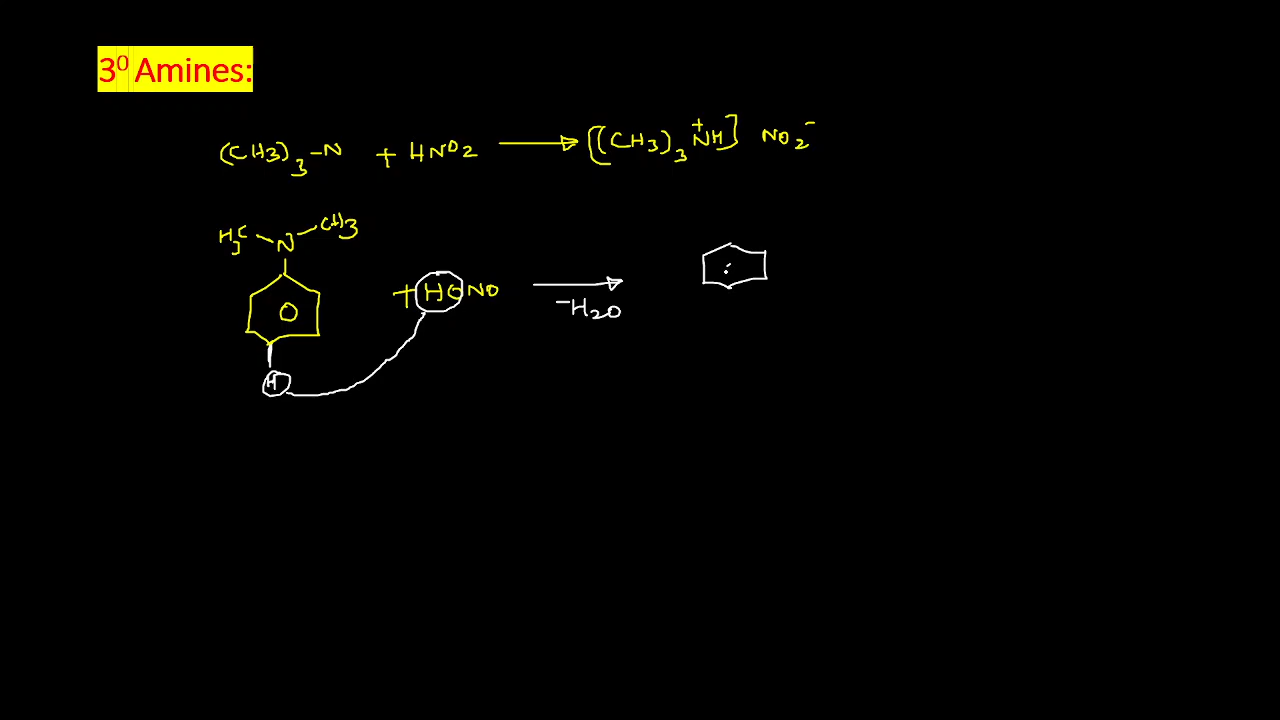 3⁰ Amines:
(CH3)₃-N + HNO₂ → [(CH3)₃N⁺H] NO₂⁻
H₃C N CH3
+ HONO → -H₂O
H